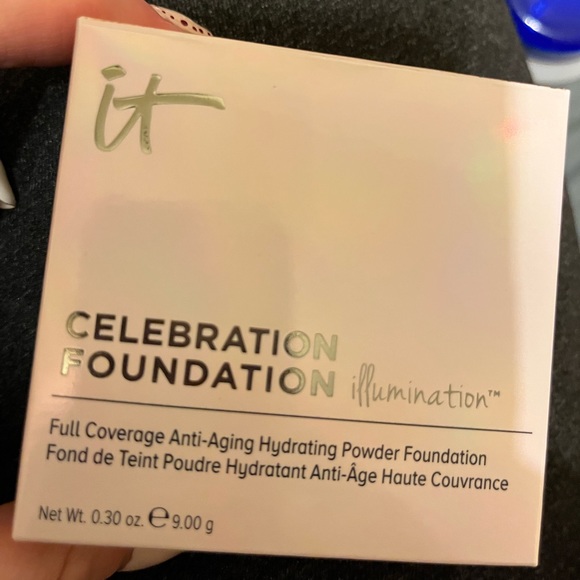 it
CELEBRATION
FOUNDATION illumination™
Full Coverage Anti-Aging Hydrating Powder Foundation
Fond de Teint Poudre Hydratant Anti-Âge Haute Couvrance
Net Wt. 0.30 oz. ℮ 9.00 g